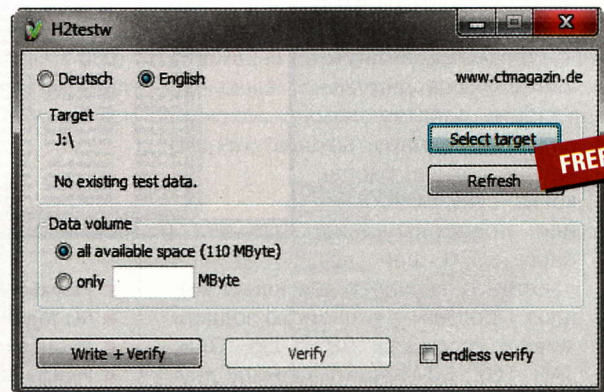 H2testw
Deutsch English www.ctmagazin.de
Target
J:\ Select target
No existing test data. Refresh
FREE
Data volume
all available space (110 MByte)
only MByte
Write + Verify Verify endless verify